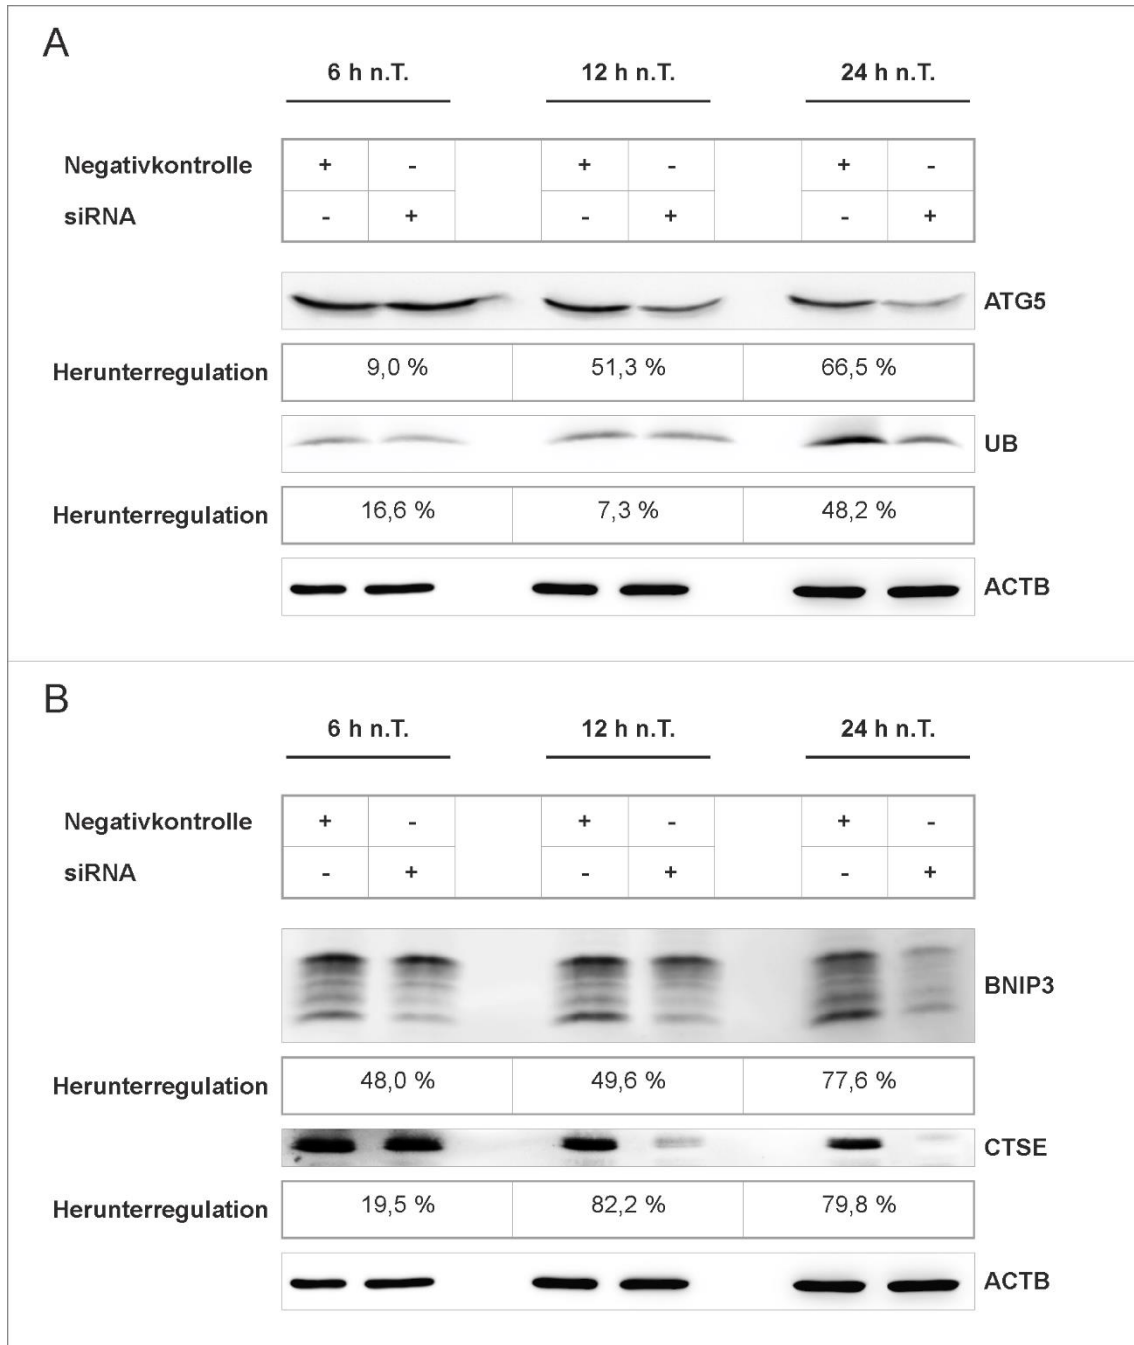 A
6 h n.T. 12 h n.T. 24 h n.T.
Negativkontrolle + - + - + -
siRNA - + - + - +
ATG5
Herunterregulation 9,0 % 51,3 % 66,5 %
UB
Herunterregulation 16,6 % 7,3 % 48,2 %
ACTB
B
6 h n.T. 12 h n.T. 24 h n.T.
Negativkontrolle + - + - + -
siRNA - + - + - +
BNIP3
Herunterregulation 48,0 % 49,6 % 77,6 %
CTSE
Herunterregulation 19,5 % 82,2 % 79,8 %
ACTB